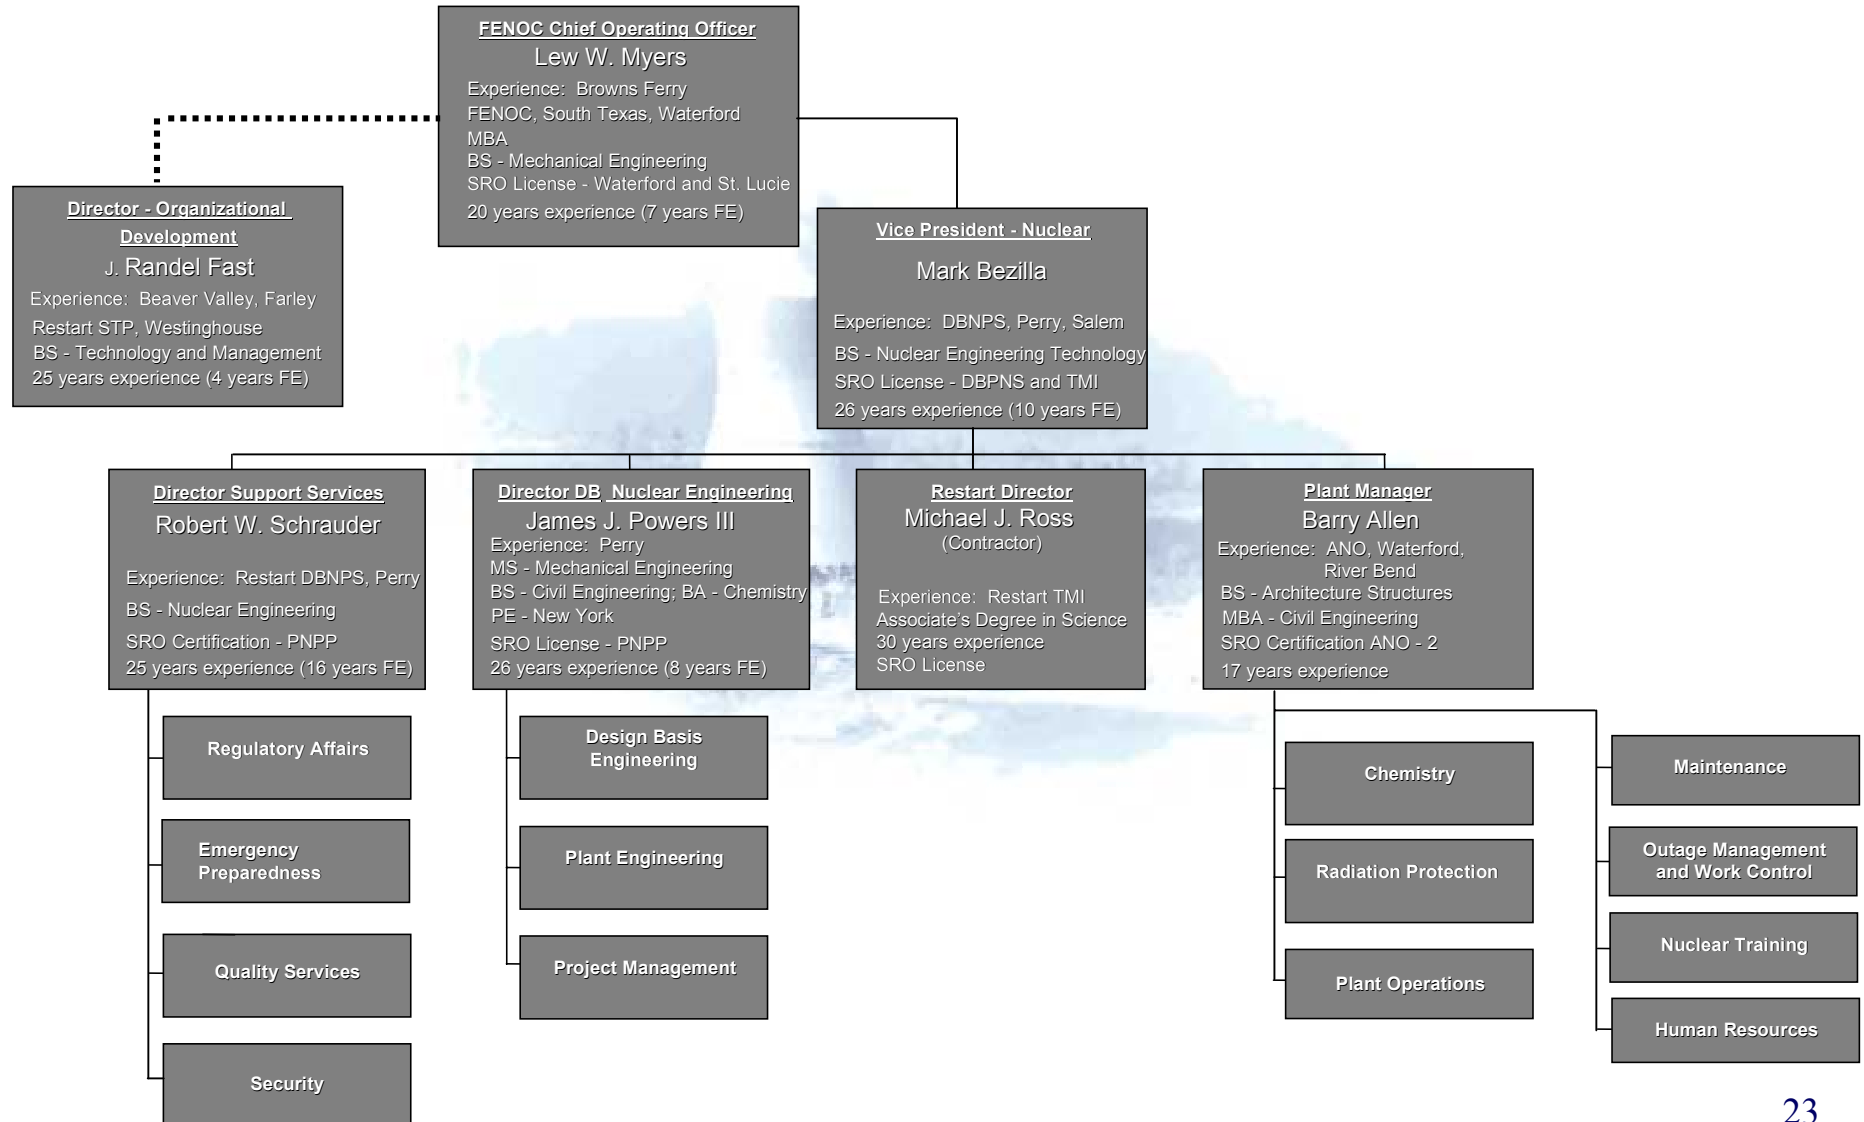 FENOC Chief Operating Officer
Lew W. Myers
Experience: Browns Ferry
FENOC, South Texas, Waterford
MBA
BS - Mechanical Engineering
SRO License - Waterford and St. Lucie
20 years experience (7 years FE)
Director - Organizational
Development
J. Randel Fast
Experience: Beaver Valley, Farley
Restart STP, Westinghouse
BS - Technology and Management
25 years experience (4 years FE)
Vice President - Nuclear
Mark Bezilla
Experience: DBNPS, Perry, Salem
BS - Nuclear Engineering Technology
SRO License - DBPNS and TMI
26 years experience (10 years FE)
Director Support Services
Robert W. Schrauder
Experience: Restart DBNPS, Perry
BS - Nuclear Engineering
SRO Certification - PNPP
25 years experience (16 years FE)
Director DB Nuclear Engineering
James J. Powers III
Experience: Perry
MS - Mechanical Engineering
BS - Civil Engineering; BA - Chemistry
PE - New York
SRO License - PNPP
26 years experience (8 years FE)
Restart Director
Michael J. Ross
(Contractor)
Experience: Restart TMI
Associate's Degree in Science
30 years experience
SRO License
Plant Manager
Barry Allen
Experience: ANO, Waterford,
River Bend
BS - Architecture Structures
MBA - Civil Engineering
SRO Certification ANO - 2
17 years experience
Regulatory Affairs
Emergency
Preparedness
Quality Services
Security
Design Basis
Engineering
Plant Engineering
Project Management
Chemistry
Radiation Protection
Plant Operations
Maintenance
Outage Management
and Work Control
Nuclear Training
Human Resources
23